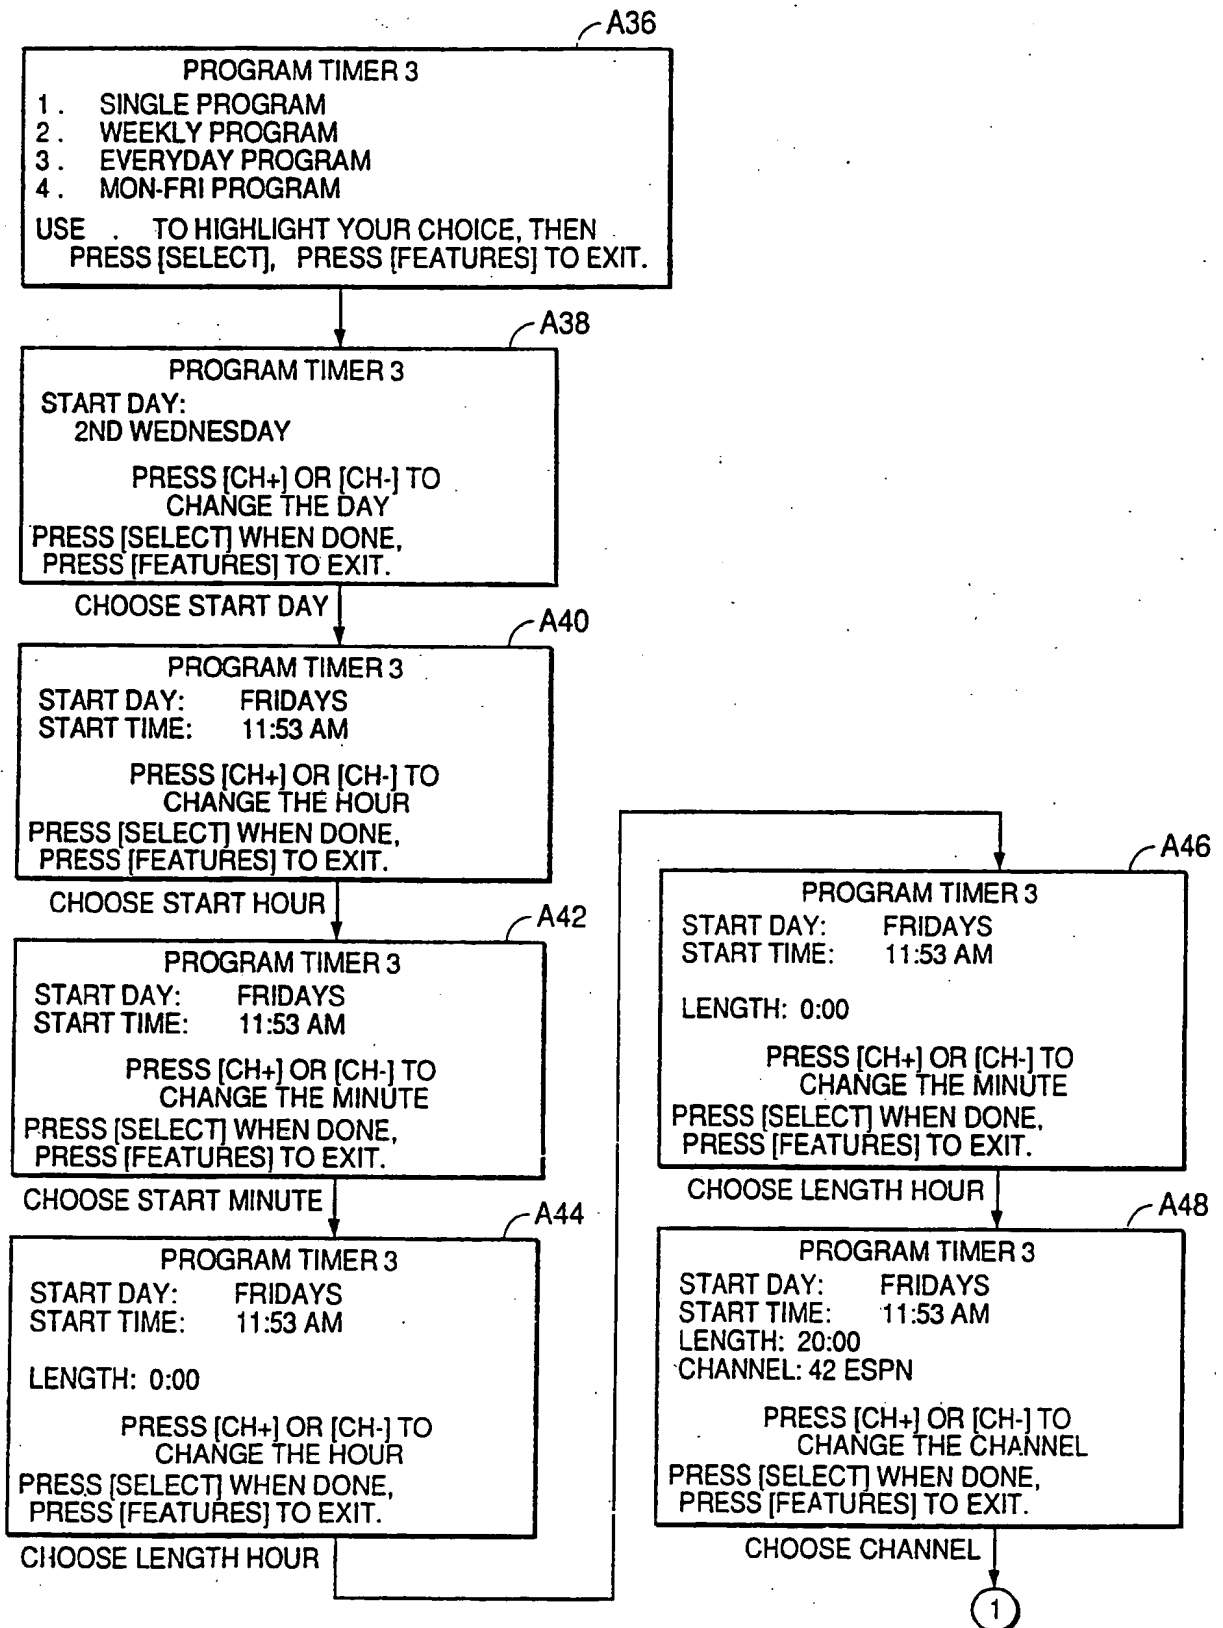 A36
PROGRAM TIMER 3
1. SINGLE PROGRAM
2. WEEKLY PROGRAM
3. EVERYDAY PROGRAM
4. MON-FRI PROGRAM
USE . TO HIGHLIGHT YOUR CHOICE, THEN
PRESS [SELECT], PRESS [FEATURES] TO EXIT.
A38
PROGRAM TIMER 3
START DAY:
2ND WEDNESDAY
PRESS [CH+] OR [CH-] TO
CHANGE THE DAY
PRESS [SELECT] WHEN DONE,
PRESS [FEATURES] TO EXIT.
CHOOSE START DAY
A40
PROGRAM TIMER 3
START DAY: FRIDAYS
START TIME: 11:53 AM
PRESS [CH+] OR [CH-] TO
CHANGE THE HOUR
PRESS [SELECT] WHEN DONE,
PRESS [FEATURES] TO EXIT.
CHOOSE START HOUR
A42
PROGRAM TIMER 3
START DAY: FRIDAYS
START TIME: 11:53 AM
PRESS [CH+] OR [CH-] TO
CHANGE THE MINUTE
PRESS [SELECT] WHEN DONE,
PRESS [FEATURES] TO EXIT.
CHOOSE START MINUTE
A44
PROGRAM TIMER 3
START DAY: FRIDAYS
START TIME: 11:53 AM
LENGTH: 0:00
PRESS [CH+] OR [CH-] TO
CHANGE THE HOUR
PRESS [SELECT] WHEN DONE,
PRESS [FEATURES] TO EXIT.
CHOOSE LENGTH HOUR
A46
PROGRAM TIMER 3
START DAY: FRIDAYS
START TIME: 11:53 AM
LENGTH: 0:00
PRESS [CH+] OR [CH-] TO
CHANGE THE MINUTE
PRESS [SELECT] WHEN DONE,
PRESS [FEATURES] TO EXIT.
CHOOSE LENGTH HOUR
A48
PROGRAM TIMER 3
START DAY: FRIDAYS
START TIME: 11:53 AM
LENGTH: 20:00
CHANNEL: 42 ESPN
PRESS [CH+] OR [CH-] TO
CHANGE THE CHANNEL
PRESS [SELECT] WHEN DONE,
PRESS [FEATURES] TO EXIT.
CHOOSE CHANNEL
1